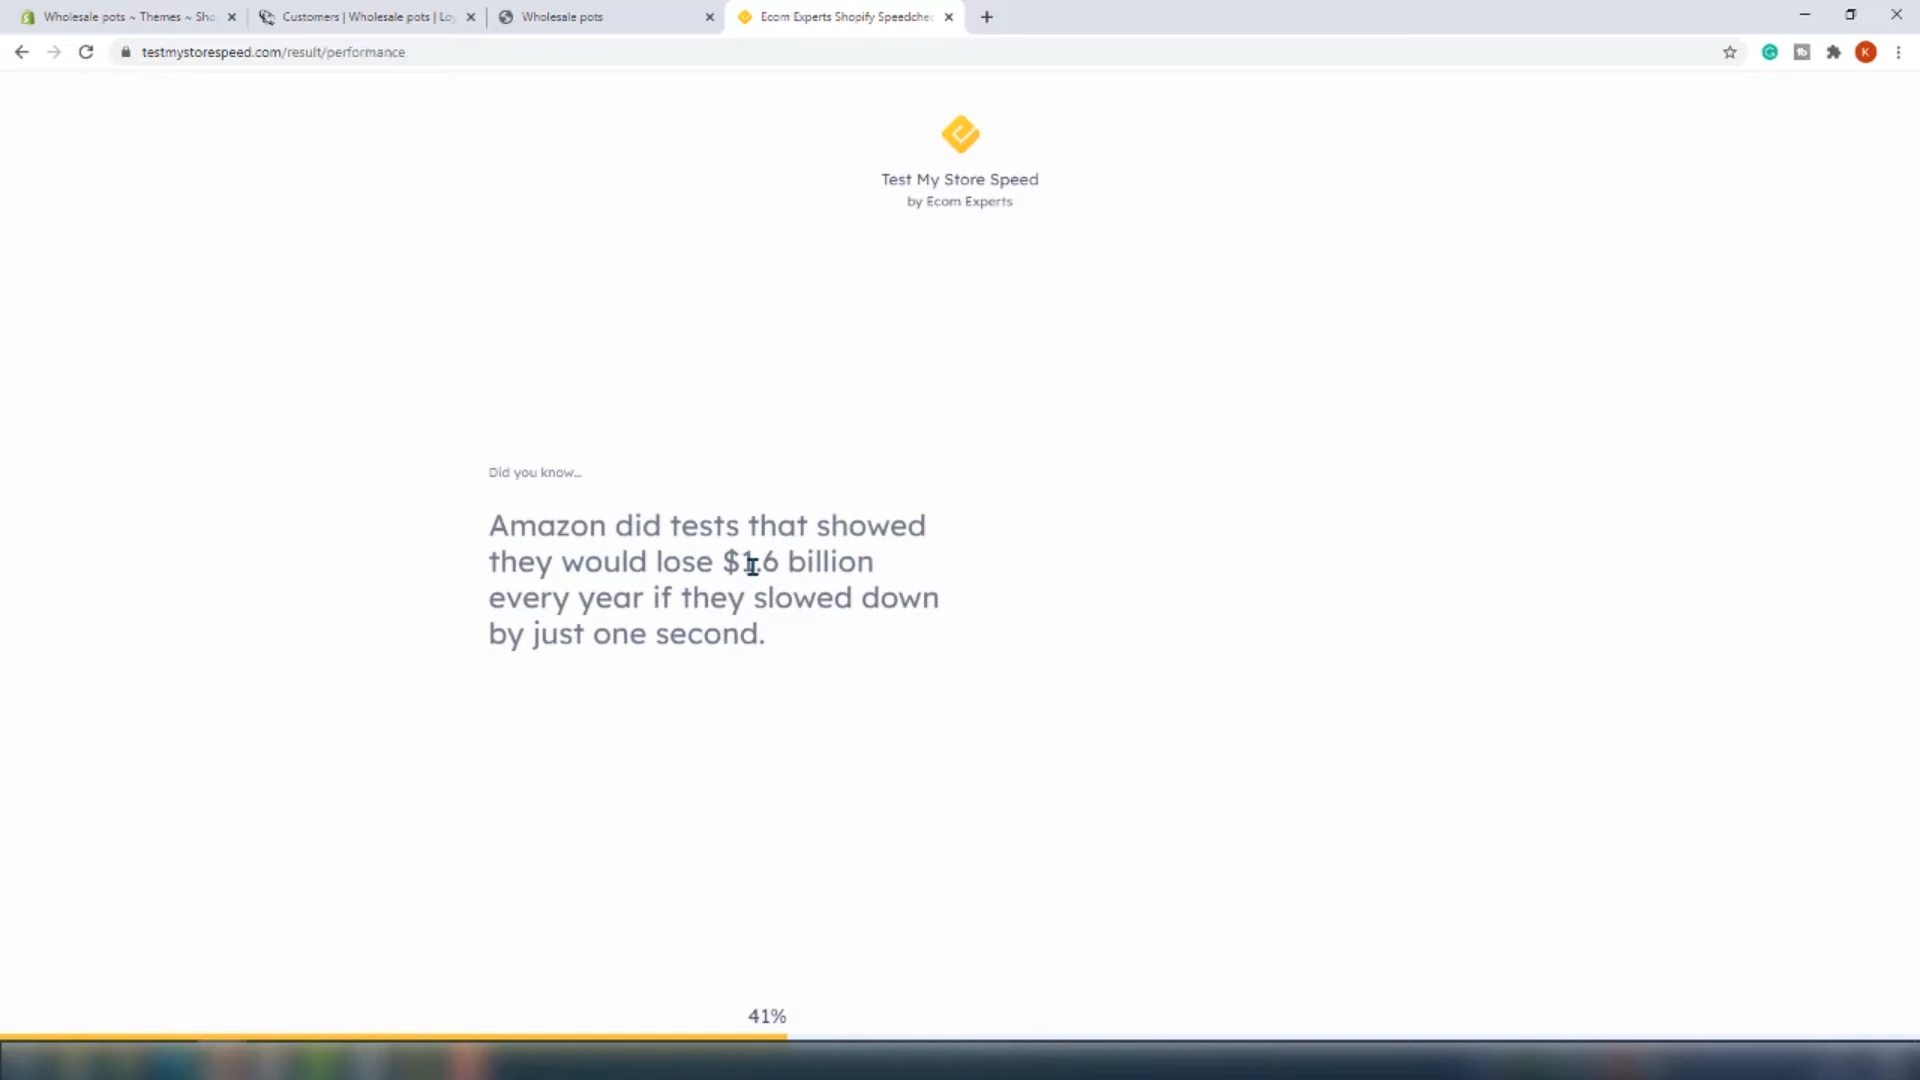 Wholesale pots ~ Themes ~ Sho
Customers | Wholesale pots | Lo
Wholesale pots
Ecom Experts Shopify Speedchec
testmystorespeed.com/result/performance
K
Test My Store Speed
by Ecom Experts
Did you know...
Amazon did tests that showed
they would lose $1.6 billion
every year if they slowed down
by just one second.
41%